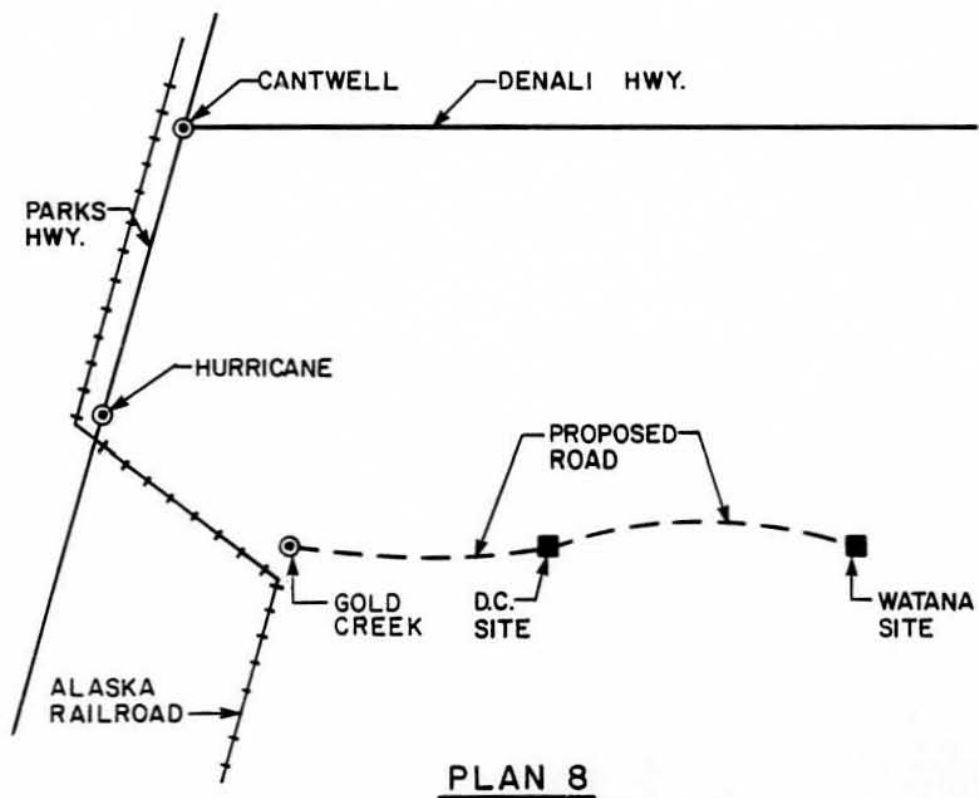 CANTWELL
DENALI HWY.
PARKS
HWY.
HURRICANE
PROPOSED
ROAD
GOLD
CREEK
D.C.
SITE
WATANA
SITE
ALASKA
RAILROAD
PLAN 8